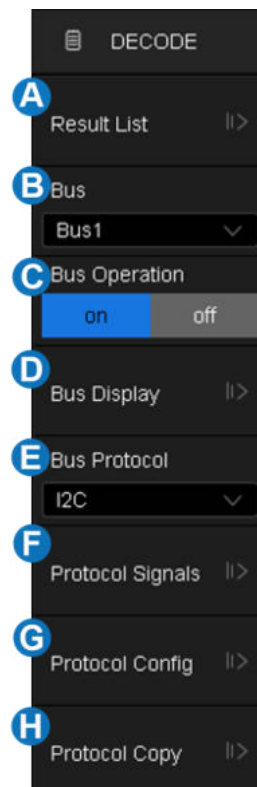 DECODE
A
Result List
B
Bus
Bus1
C
Bus Operation
on off
D
Bus Display
E
Bus Protocol
I2C
F
Protocol Signals
G
Protocol Config
H
Protocol Copy